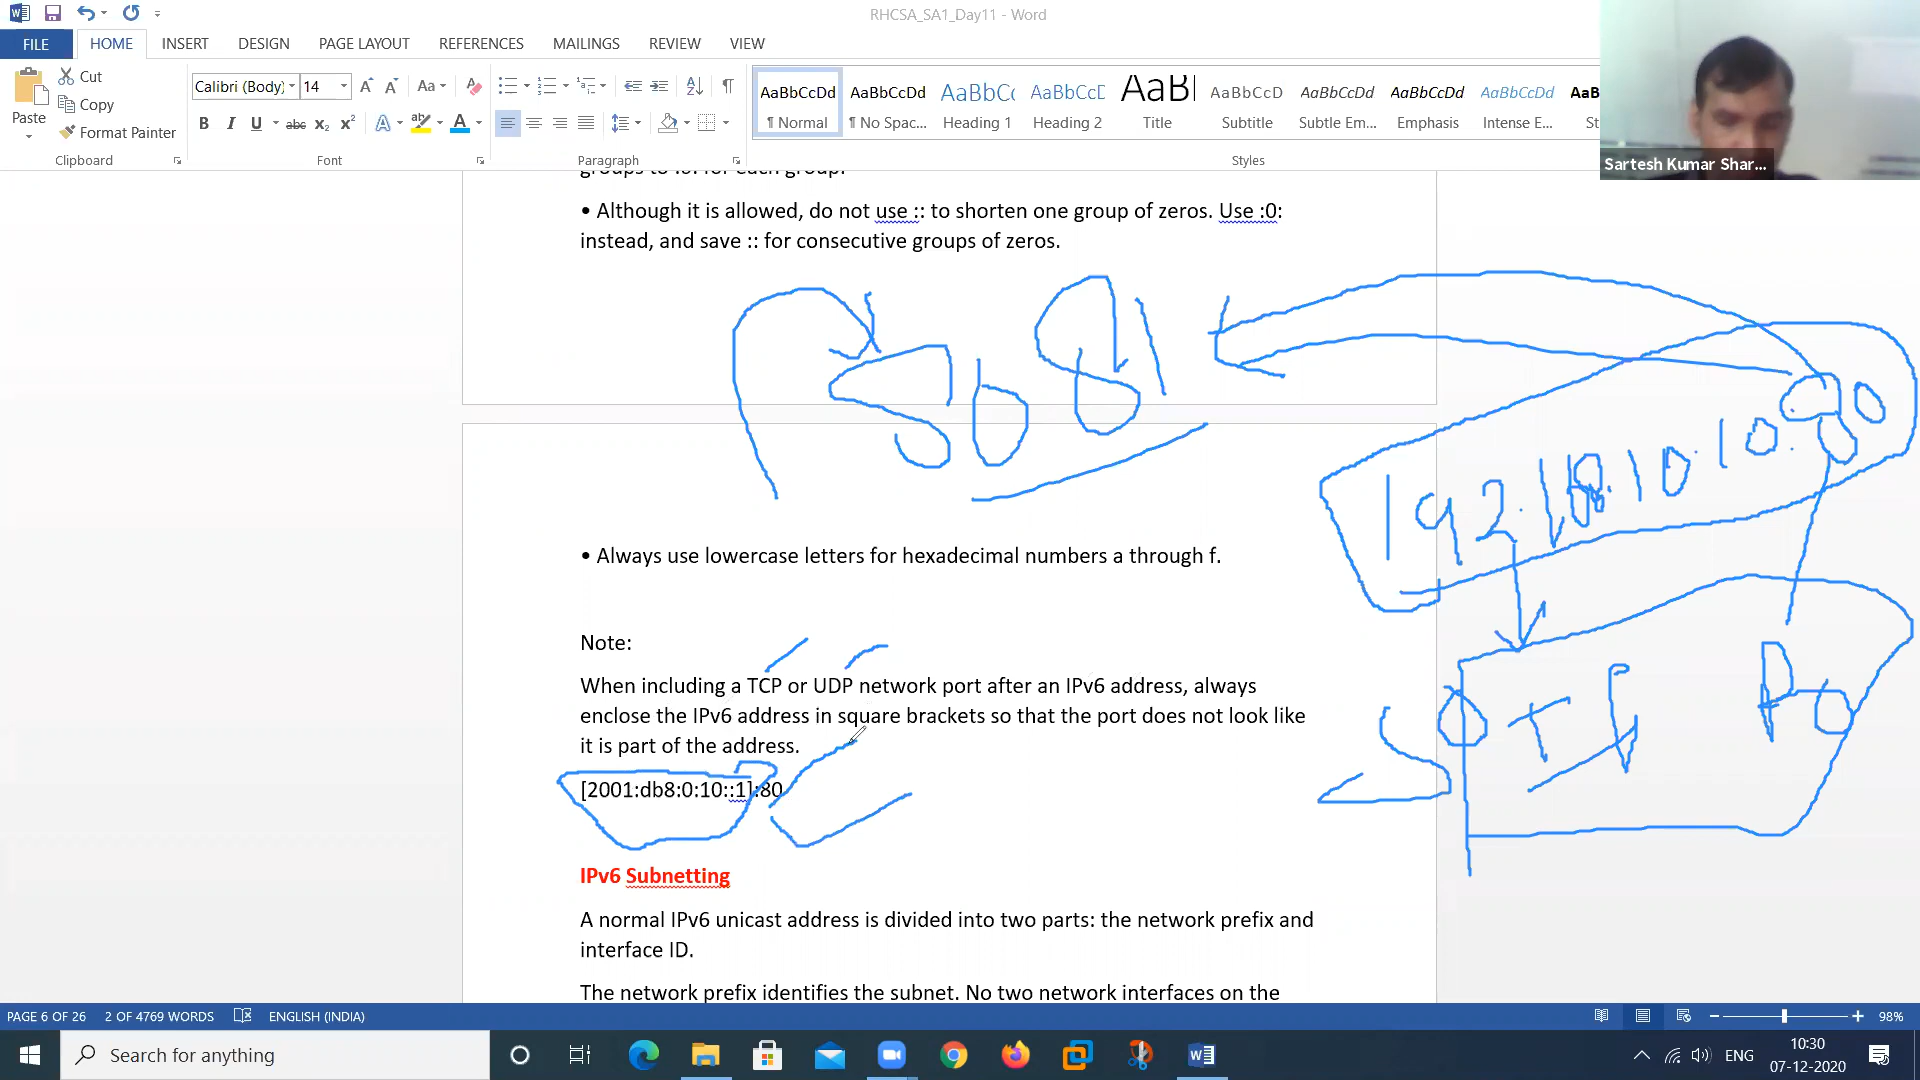 RHCSA_SA1_Day11 - Word
FILE HOME INSERT DESIGN PAGE LAYOUT REFERENCES MAILINGS REVIEW VIEW
Paste
Cut
Copy
Format Painter
Calibri (Body) 14
Clipboard
Font
Paragraph
AaBbCcDd AaBbCcDd AaBbCc AaBbCcC AaBl AaBbCcD AaBbCcDd AaBbCcDd AaBbCcDd AaBb
¶ Normal ¶ No Spac... Heading 1 Heading 2 Title Subtitle Subtle Em... Emphasis Intense E...
Styles
Sartesh Kumar Shar...
• Although it is allowed, do not use :: to shorten one group of zeros. Use :0:
instead, and save :: for consecutive groups of zeros.
• Always use lowercase letters for hexadecimal numbers a through f.
Note:
When including a TCP or UDP network port after an IPv6 address, always
enclose the IPv6 address in square brackets so that the port does not look like
it is part of the address.
[2001:db8:0:10::1]:80
IPv6 Subnetting
A normal IPv6 unicast address is divided into two parts: the network prefix and
interface ID.
The network prefix identifies the subnet. No two network interfaces on the
PAGE 6 OF 26 2 OF 4769 WORDS ENGLISH (INDIA) 98%
Search for anything
ENG
10:30
07-12-2020